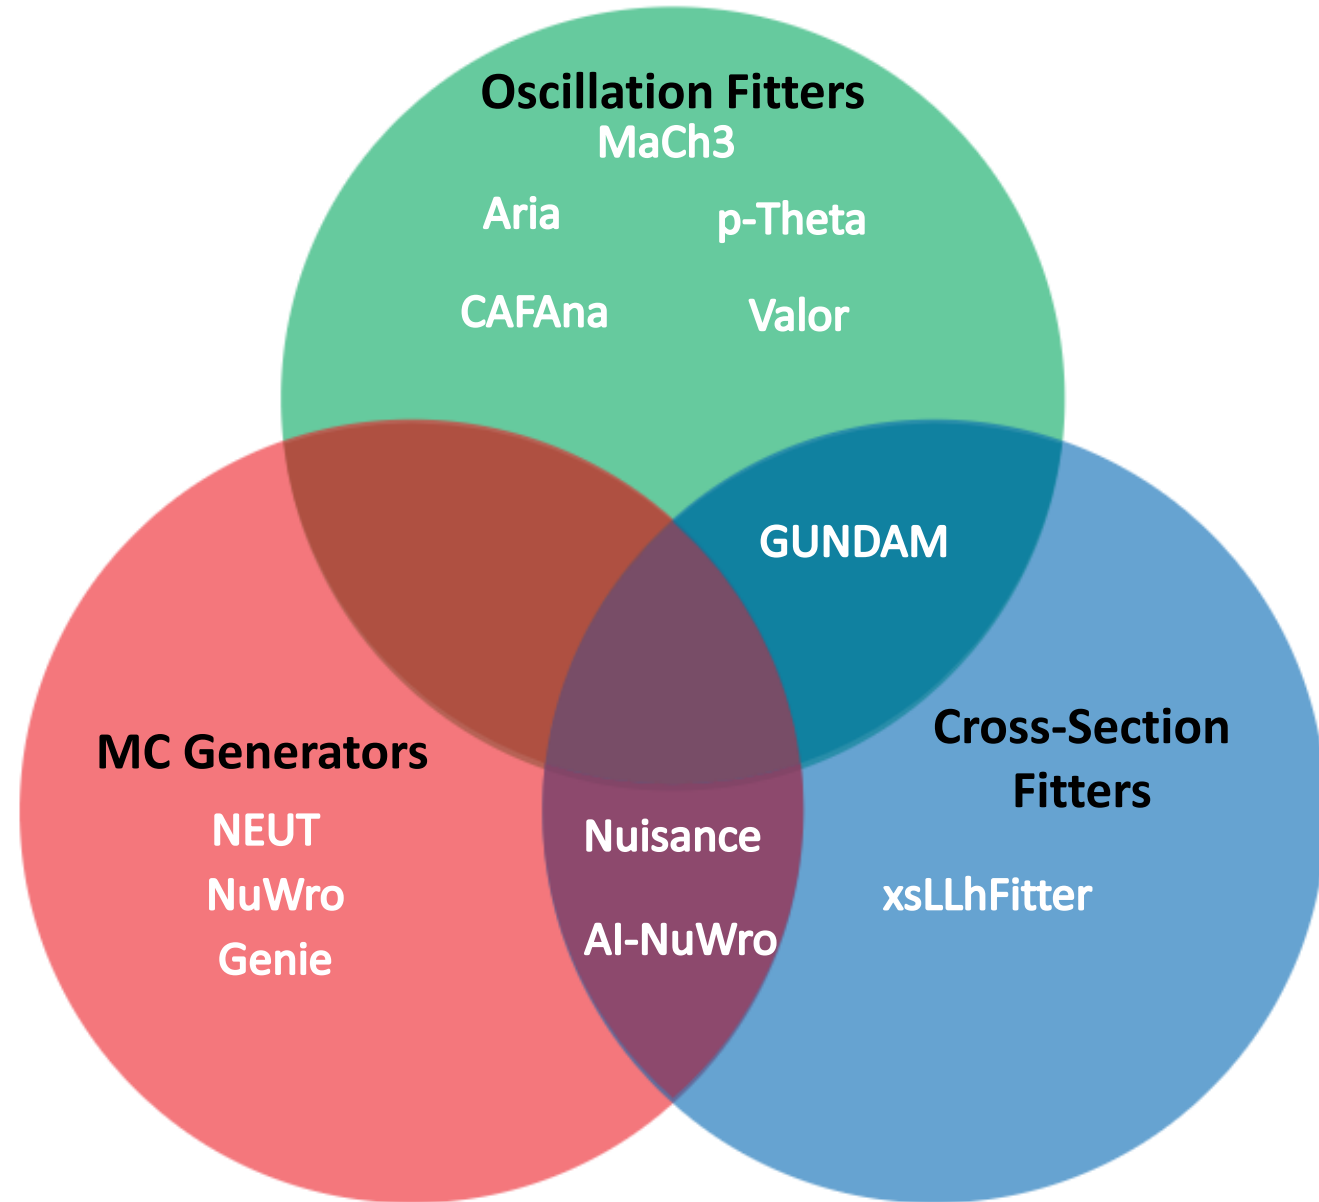 Oscillation Fitters
MaCh3
Aria
p-Theta
CAFAna
Valor
GUNDAM
MC Generators
NEUT
NuWro
Genie
Nuisance
AI-NuWro
Cross-Section
Fitters
xsLLhFitter